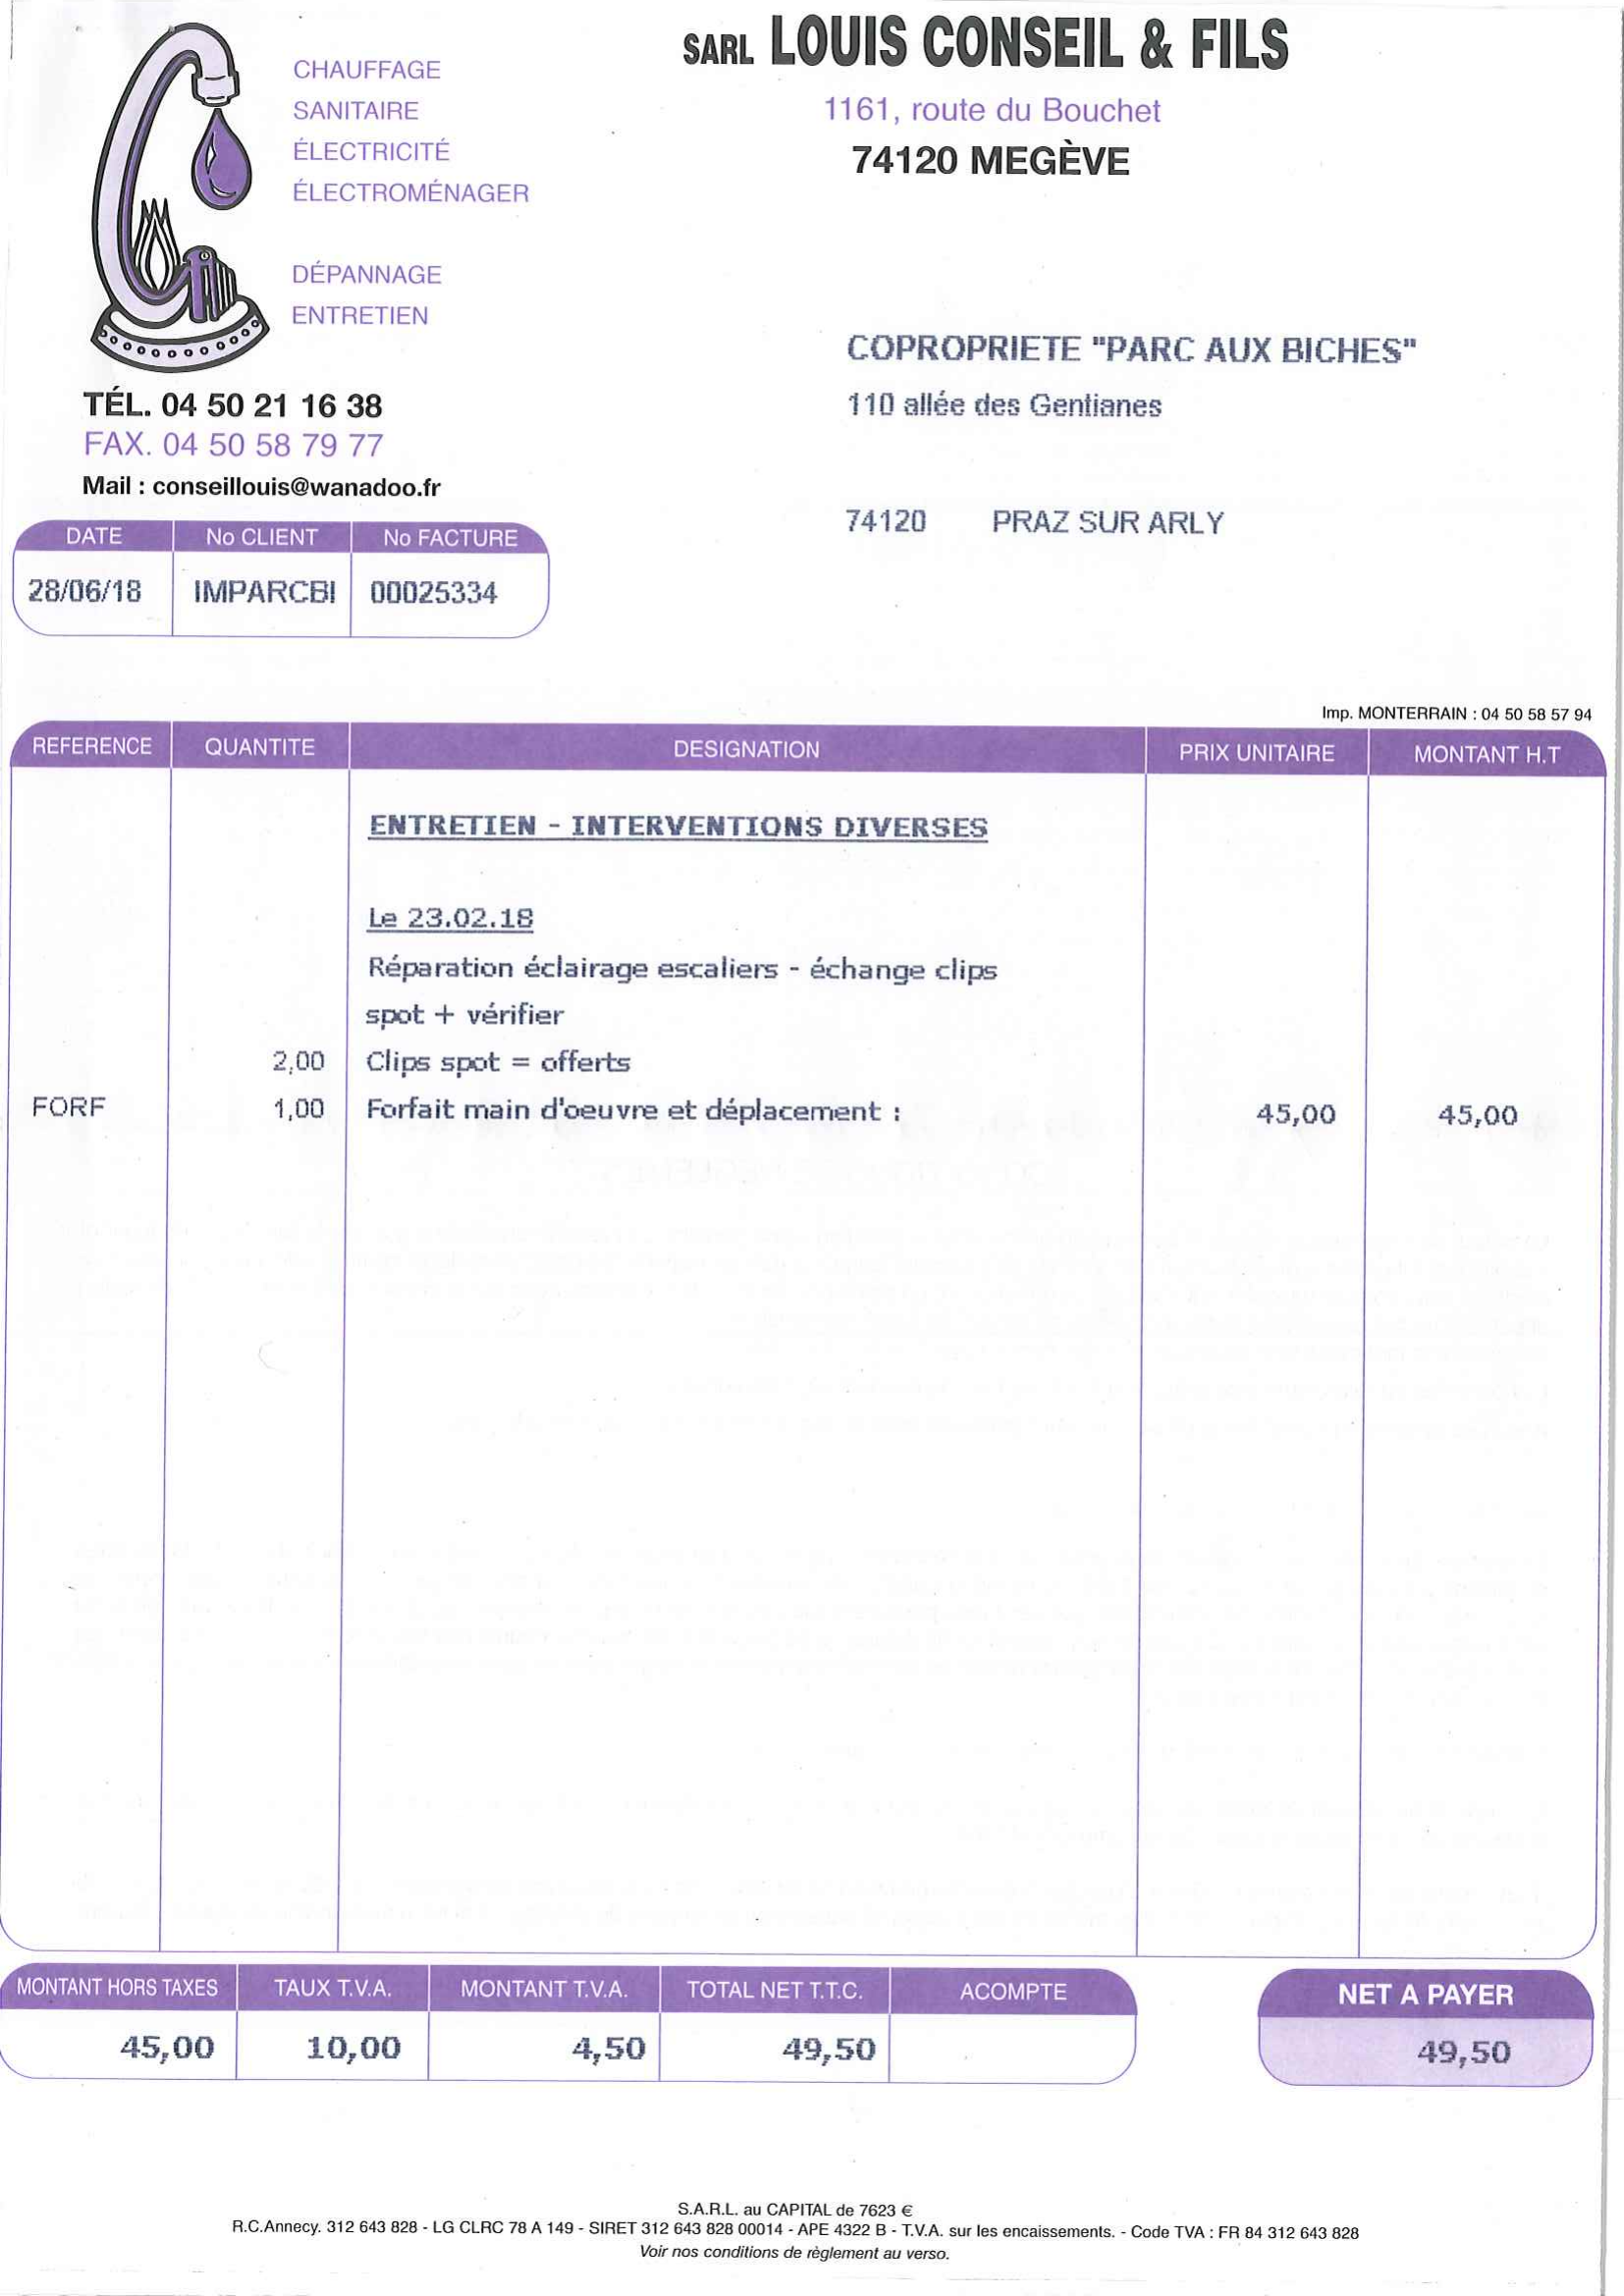 SARL LOUIS CONSEIL & FILS
1161, route du Bouchet
74120 MEGÈVE
CHAUFFAGE
SANITAIRE
ÉLECTRICITÉ
ÉLECTROMÉNAGER
DÉPANNAGE
ENTRETIEN
TÉL. 04 50 21 16 38
FAX. 04 50 58 79 77
Mail : conseillouis@wanadoo.fr
COPROPRIETE "PARC AUX BICHES"
110 allée des Gentianes
74120 PRAZ SUR ARLY
DATE No CLIENT No FACTURE
28/06/18 IMPARCBI 00025334
Imp. MONTERRAIN : 04 50 58 57 94
REFERENCE QUANTITE DESIGNATION PRIX UNITAIRE MONTANT H.T
ENTRETIEN - INTERVENTIONS DIVERSES
Le 23.02.18
Réparation éclairage escaliers - échange clips
spot + vérifier
2,00 Clips spot = offerts
FORF 1,00 Forfait main d'oeuvre et déplacement : 45,00 45,00
MONTANT HORS TAXES TAUX T.V.A. MONTANT T.V.A. TOTAL NET T.T.C. ACOMPTE NET A PAYER
45,00 10,00 4,50 49,50 49,50
S.A.R.L. au CAPITAL de 7623 €
R.C.Annecy. 312 643 828 - LG CLRC 78 A 149 - SIRET 312 643 828 00014 - APE 4322 B - T.V.A. sur les encaissements. - Code TVA : FR 84 312 643 828
Voir nos conditions de règlement au verso.